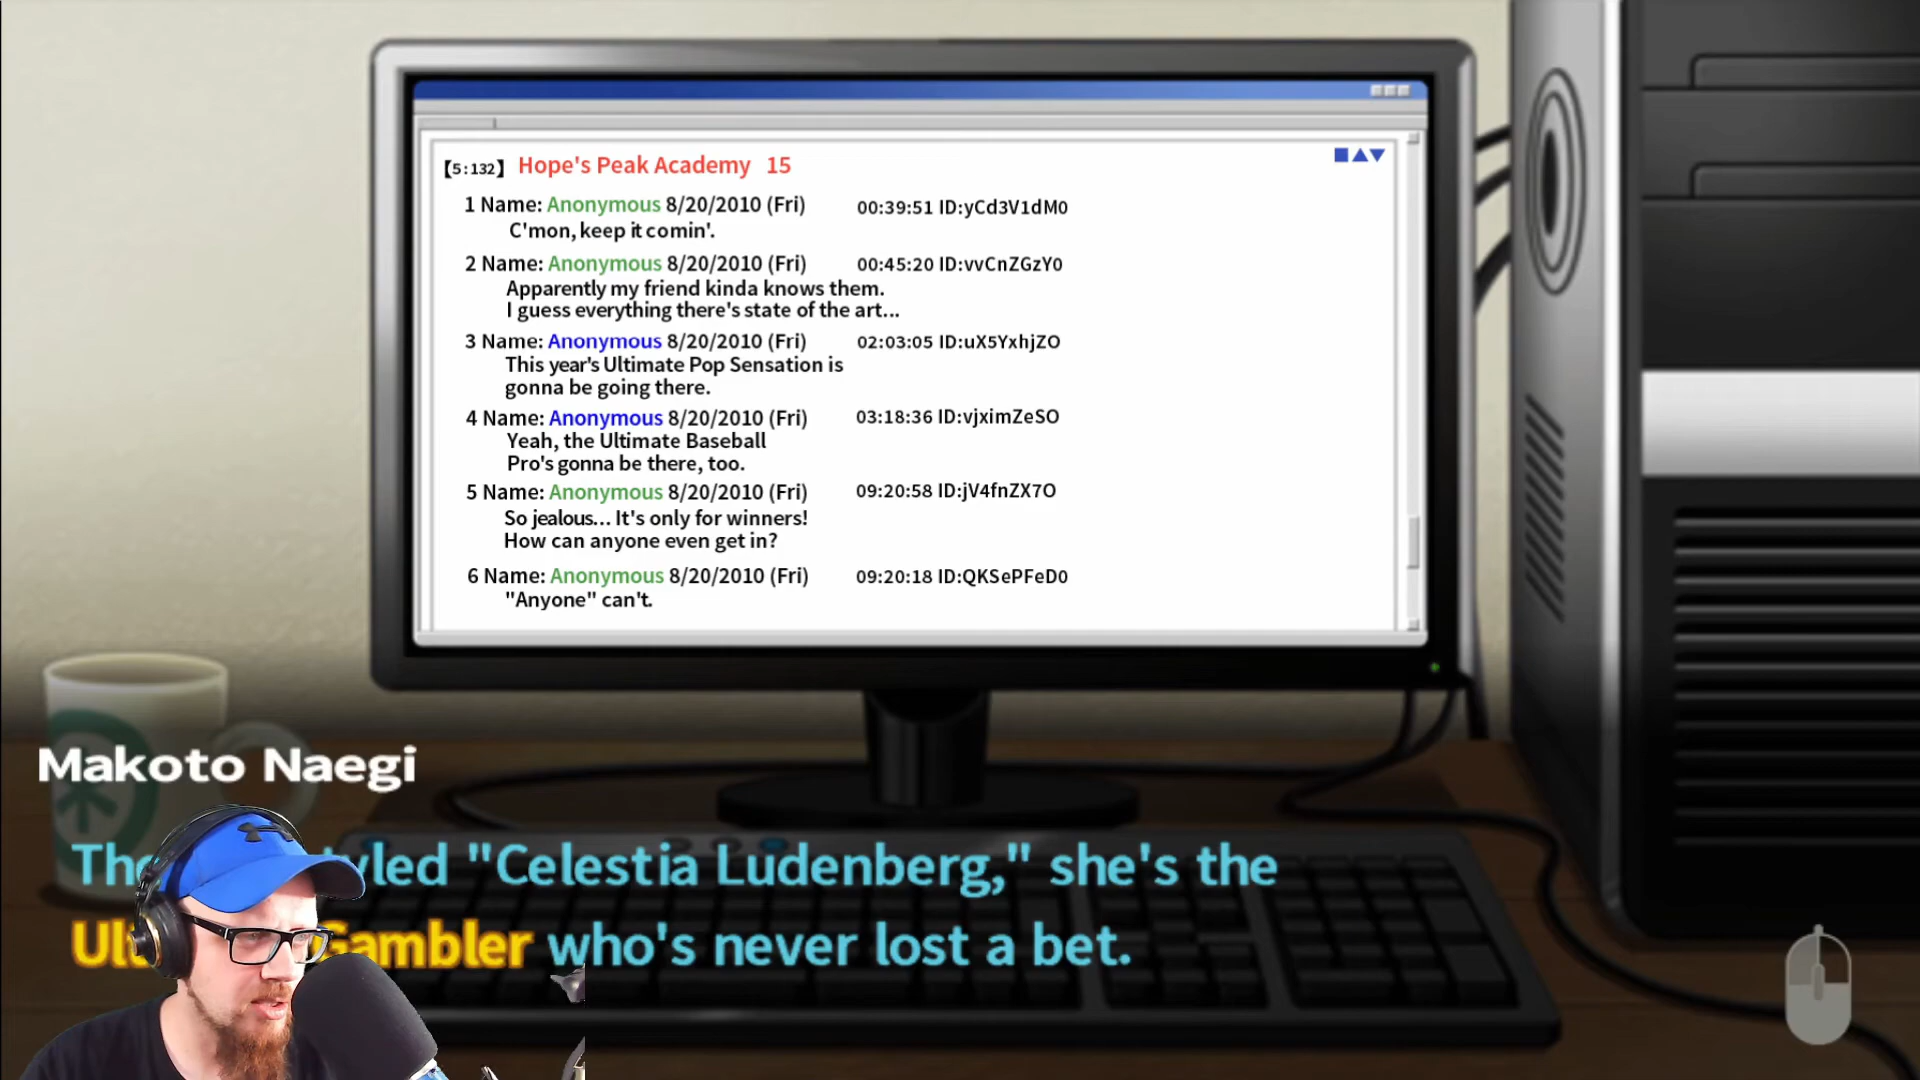 【5:132】 Hope's Peak Academy 15
1 Name: Anonymous 8/20/2010 (Fri) 00:39:51 ID:yCd3V1dM0
C'mon, keep it comin'.
2 Name: Anonymous 8/20/2010 (Fri) 00:45:20 ID:vvCnZGzY0
Apparently my friend kinda knows them.
I guess everything there's state of the art...
3 Name: Anonymous 8/20/2010 (Fri) 02:03:05 ID:uX5YxhjZO
This year's Ultimate Pop Sensation is
gonna be going there.
4 Name: Anonymous 8/20/2010 (Fri) 03:18:36 ID:vjximZeSO
Yeah, the Ultimate Baseball
Pro's gonna be there, too.
5 Name: Anonymous 8/20/2010 (Fri) 09:20:58 ID:jV4fnZX7O
So jealous... It's only for winners!
How can anyone even get in?
6 Name: Anonymous 8/20/2010 (Fri) 09:20:18 ID:QKSePFeD0
"Anyone" can't.
Makoto Naegi
"Celestia Ludenberg," she's the
Gambler who's never lost a bet.